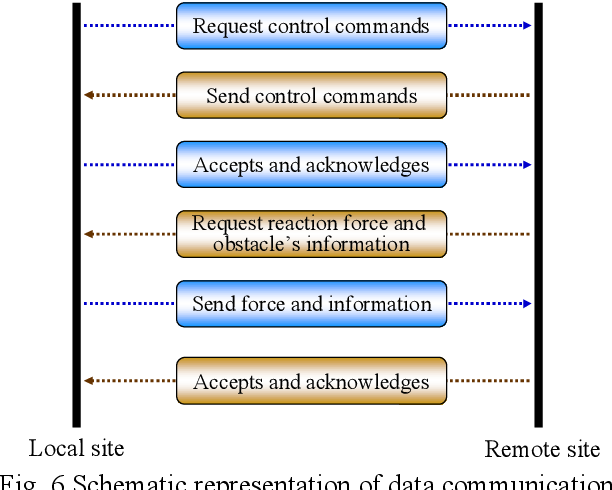 Request control commands
Send control commands
Accepts and acknowledges
Request reaction force and
obstacle's information
Send force and information
Accepts and acknowledges
Local site
Remote site
Fig. 6 Schematic representation of data communication